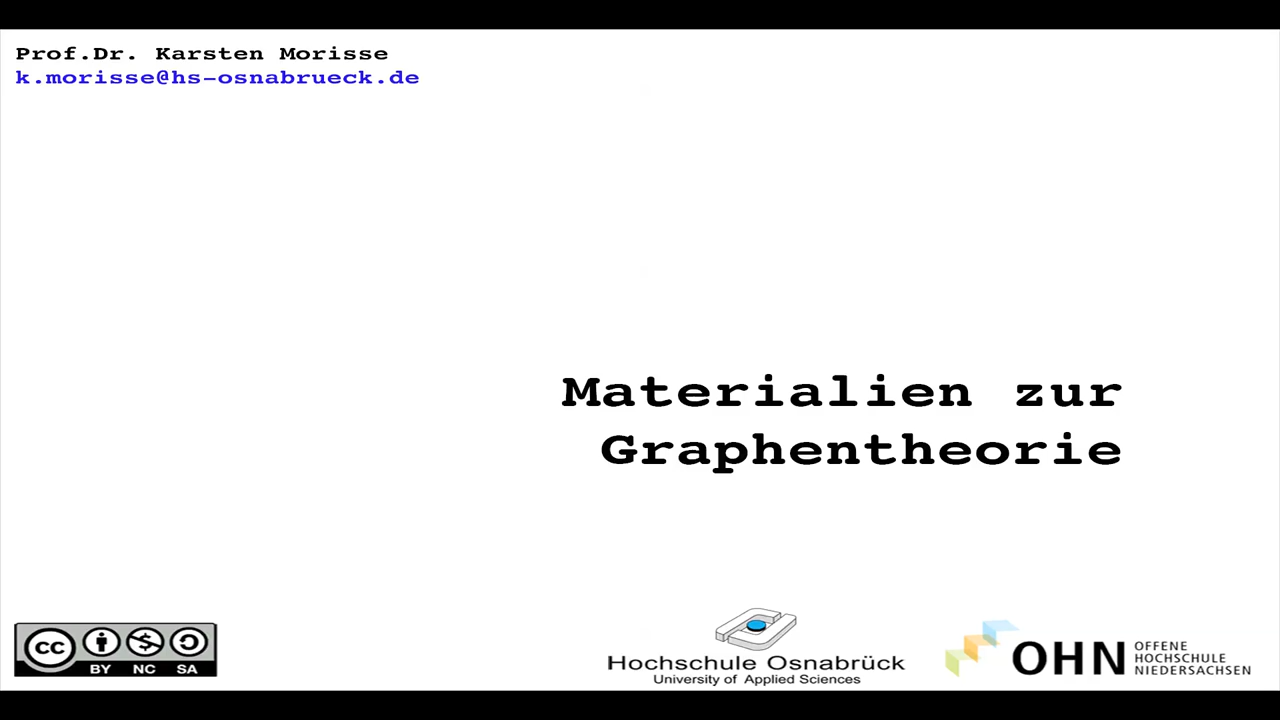 Prof.Dr. Karsten Morisse
k.morisse@hs-osnabrueck.de
Materialien zur
Graphentheorie
cc
BY NC SA
Hochschule Osnabrück
University of Applied Sciences
OHN
OFFENE
HOCHSCHULE
NIEDERSACHSEN